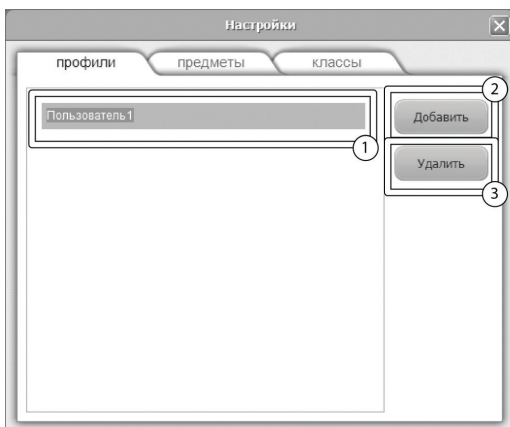 Настройки
профили предметы классы
Пользователь1
1
2
Добавить
Удалить
3